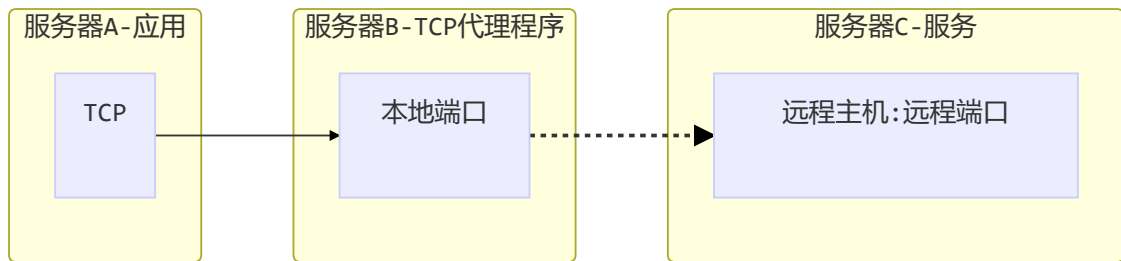 服务器A-应用
服务器B-TCP代理程序
服务器C-服务
TCP
本地端口
远程主机:远程端口